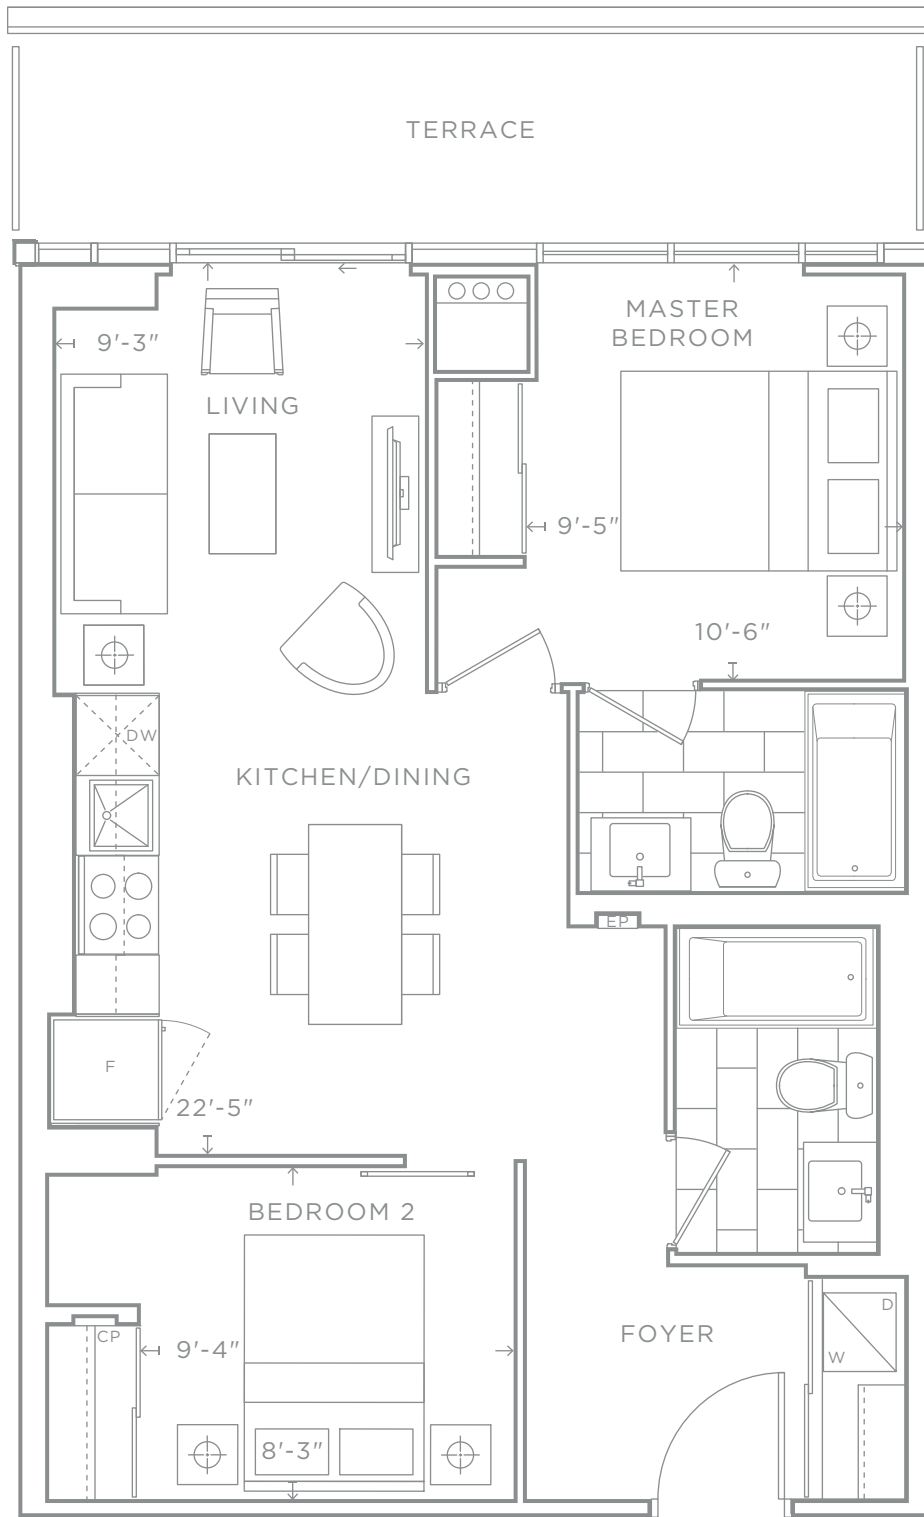 TERRACE
MASTER
BEDROOM
9'-3"
LIVING
9'-5"
10'-6"
DW
KITCHEN/DINING
EP
F
22'-5"
BEDROOM 2
D
CP
FOYER
9'-4"
W
8'-3"